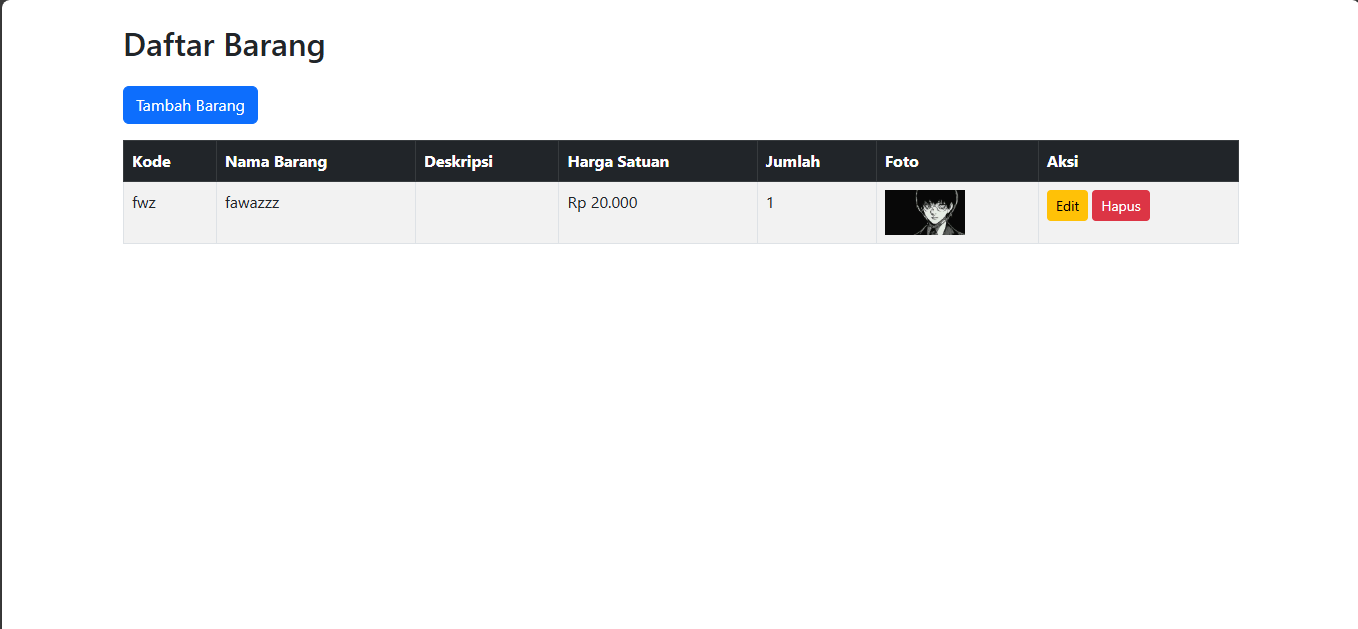 Daftar Barang
Tambah Barang
Kode Nama Barang Deskripsi Harga Satuan Jumlah Foto Aksi
fwz fawazzz Rp 20.000 1 Edit Hapus